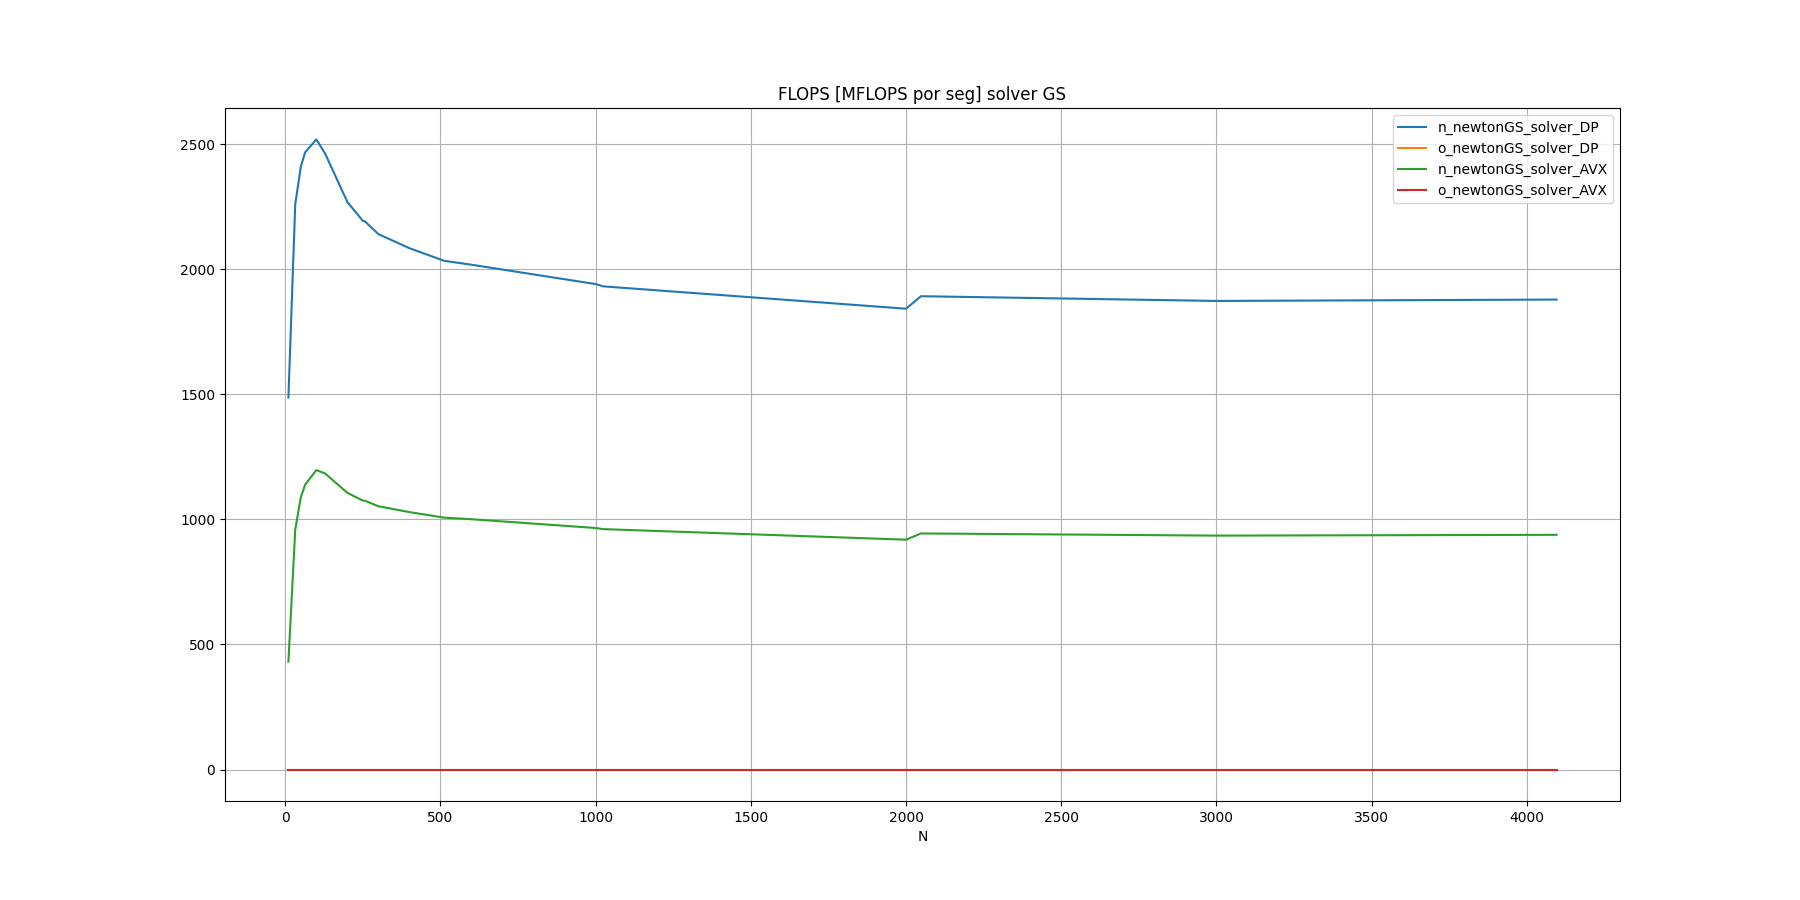 FLOPS [MFLOPS por seg] solver GS
n_newtonGS_solver_DP
o_newtonGS_solver_DP
n_newtonGS_solver_AVX
o_newtonGS_solver_AVX
2500
2000
1500
1000
500
0
0 500 1000 1500 2000 2500 3000 3500 4000
N